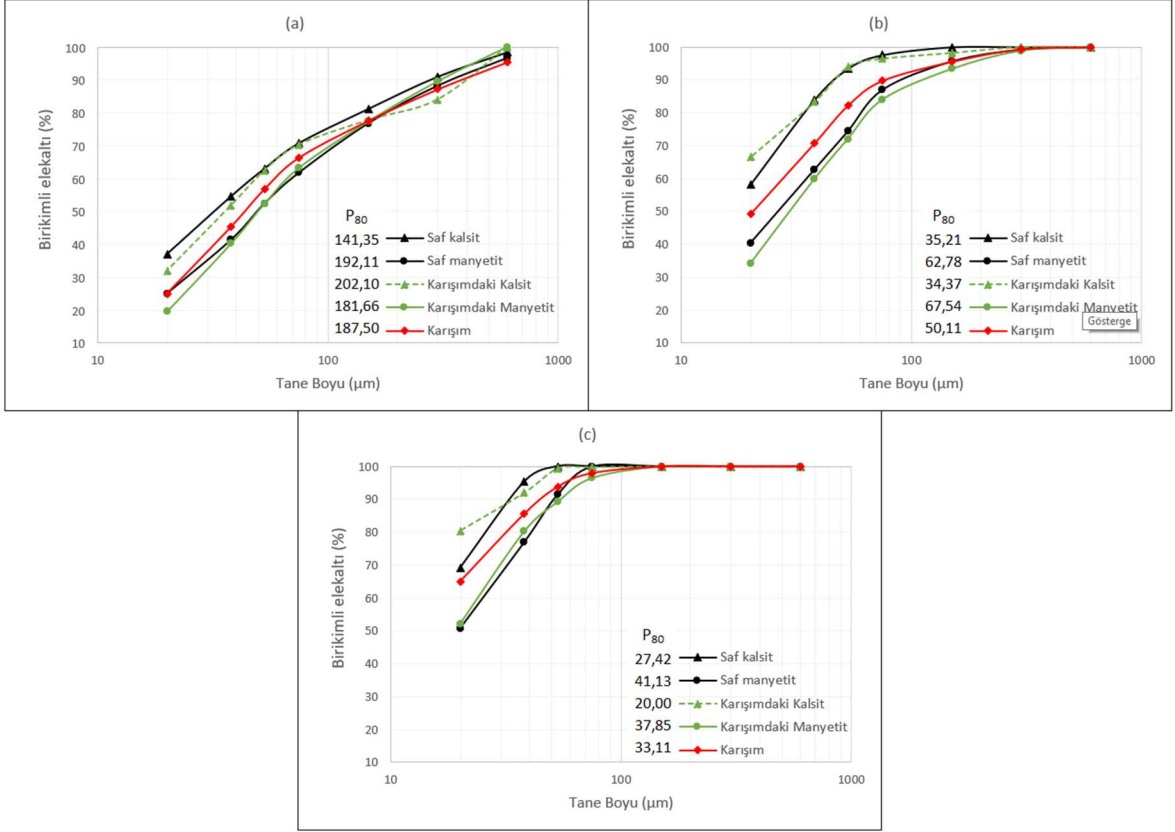 (a)
Birikimli elekaltı (%)
100
90
80
70
60
50
40
30
20
10
P80
141,35 Saf kalsit
192,11 Saf manyetit
202,10 Karışımdaki Kalsit
181,66 Karışımdaki Manyetit
187,50 Karışım
10 100 1000
Tane Boyu (µm)
(b)
Birikimli elekaltı (%)
100
90
80
70
60
50
40
30
20
10
P80
35,21 Saf kalsit
62,78 Saf manyetit
34,37 Karışımdaki Kalsit
67,54 Karışımdaki Manyetit
50,11 Karışım
Gösterge
10 100 1000
Tane Boyu (µm)
(c)
Birikimli elekaltı (%)
100
90
80
70
60
50
40
30
20
10
P80
27,42 Saf kalsit
41,13 Saf manyetit
20,00 Karışımdaki Kalsit
37,85 Karışımdaki Manyetit
33,11 Karışım
10 100 1000
Tane Boyu (µm)